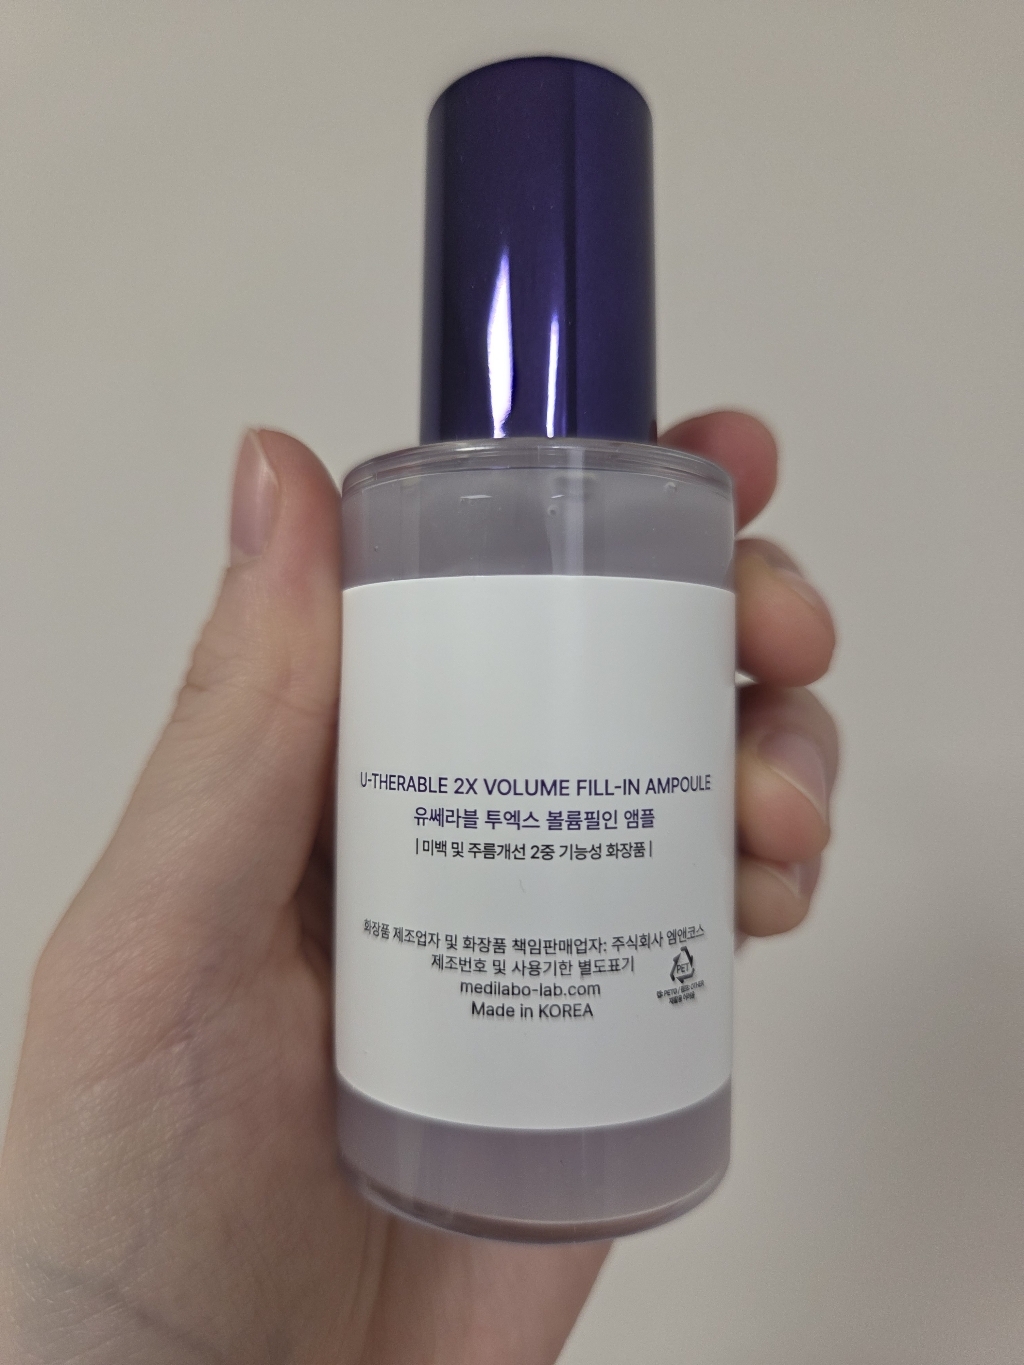 U-THERABLE 2X VOLUME FILL-IN AMPOULE
유쎄라블 투엑스 볼륨필인 앰플
| 미백 및 주름개선 2중 기능성 화장품 |
화장품 제조업자 및 화장품 책임판매업자: 주식회사 엠앤코스
제조번호 및 사용기한 별도표기
medilabo-lab.com
Made in KOREA
PET